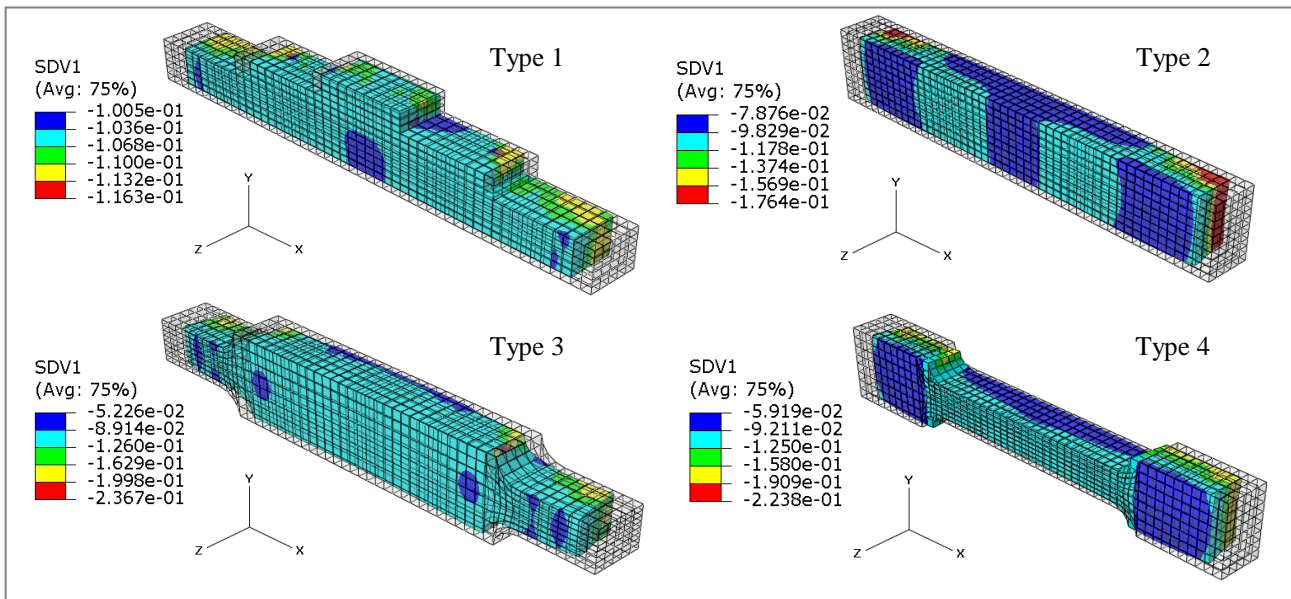 Type 1
SDV1
(Avg: 75%)
-1.005e-01
-1.036e-01
-1.068e-01
-1.100e-01
-1.132e-01
-1.163e-01
Y
Z
X
Type 2
SDV1
(Avg: 75%)
-7.876e-02
-9.829e-02
-1.178e-01
-1.374e-01
-1.569e-01
-1.764e-01
Y
Z
X
Type 3
SDV1
(Avg: 75%)
-5.226e-02
-8.914e-02
-1.260e-01
-1.629e-01
-1.998e-01
-2.367e-01
Y
Z
X
Type 4
SDV1
(Avg: 75%)
-5.919e-02
-9.211e-02
-1.250e-01
-1.580e-01
-1.909e-01
-2.238e-01
Y
Z
X